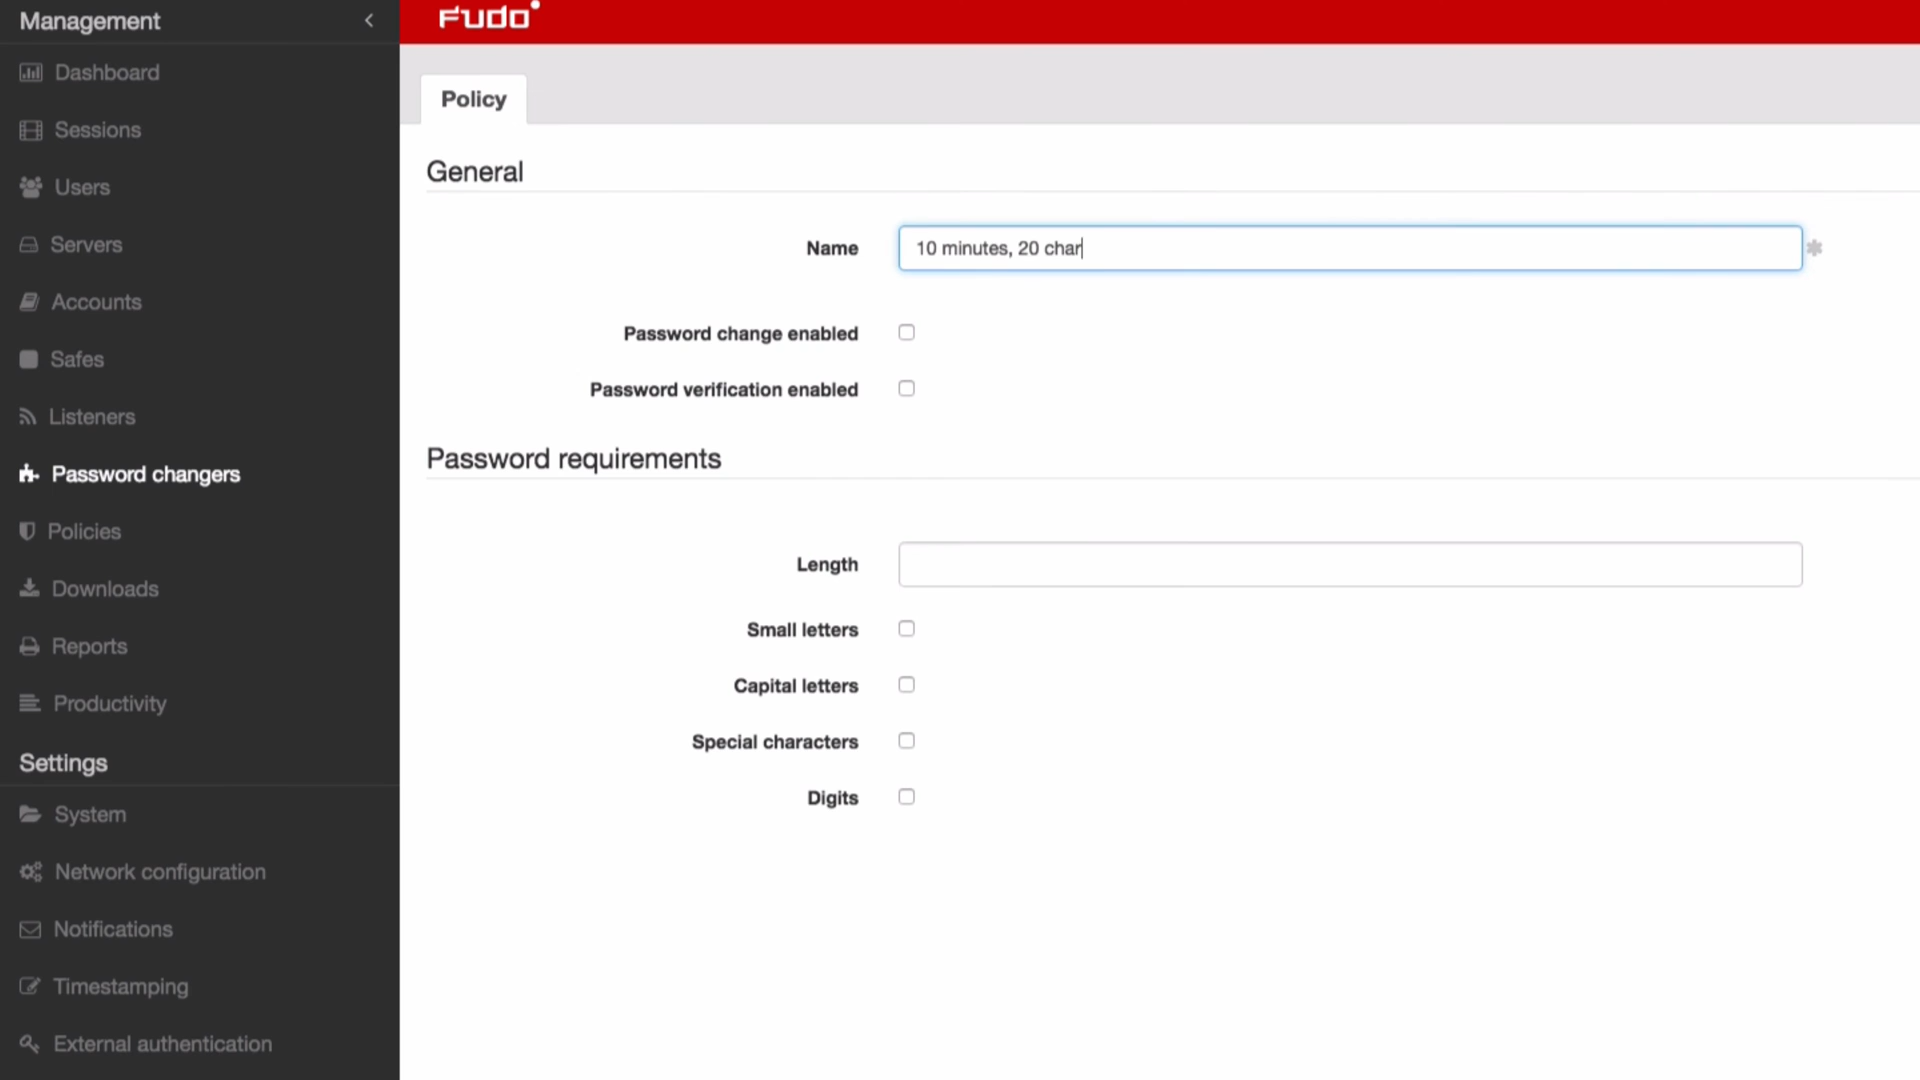 Management
Dashboard
Sessions
Users
Servers
Accounts
Safes
Listeners
Password changers
Policies
Downloads
Reports
Productivity
Settings
System
Network configuration
Notifications
Timestamping
External authentication
FUDO
Policy
General
Name 10 minutes, 20 char *
Password change enabled
Password verification enabled
Password requirements
Length
Small letters
Capital letters
Special characters
Digits